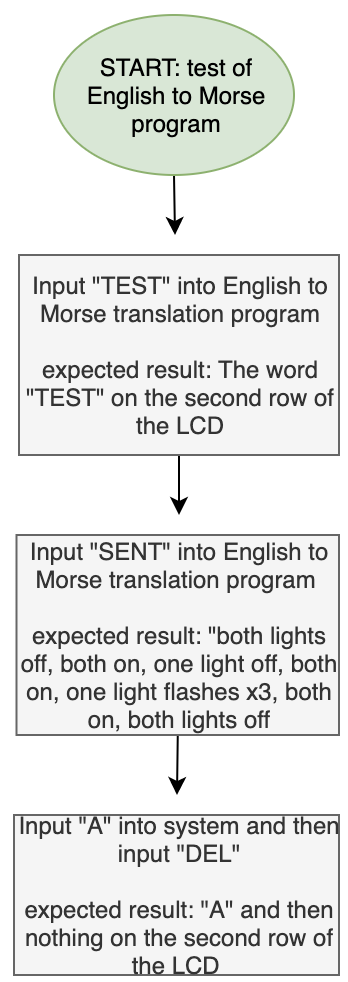 START: test of
English to Morse
program
Input "TEST" into English to
Morse translation program
expected result: The word
"TEST" on the second row of
the LCD
Input "SENT" into English to
Morse translation program
expected result: "both lights
off, both on, one light off, both
on, one light flashes x3, both
on, both lights off
Input "A" into system and then
input "DEL"
expected result: "A" and then
nothing on the second row of
the LCD